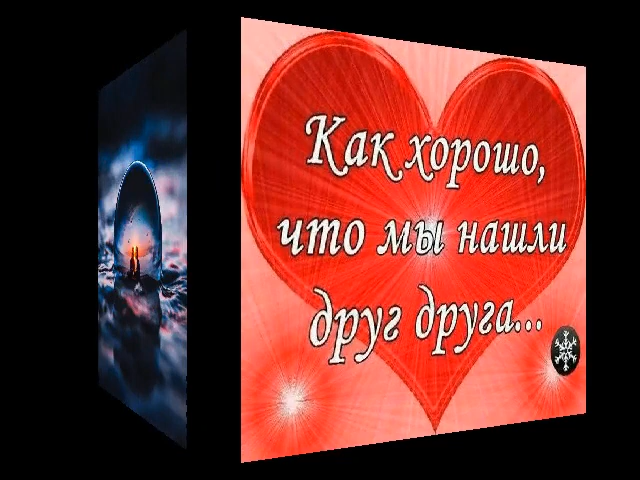 Как хорошо,
что мы нашли
друг друга...